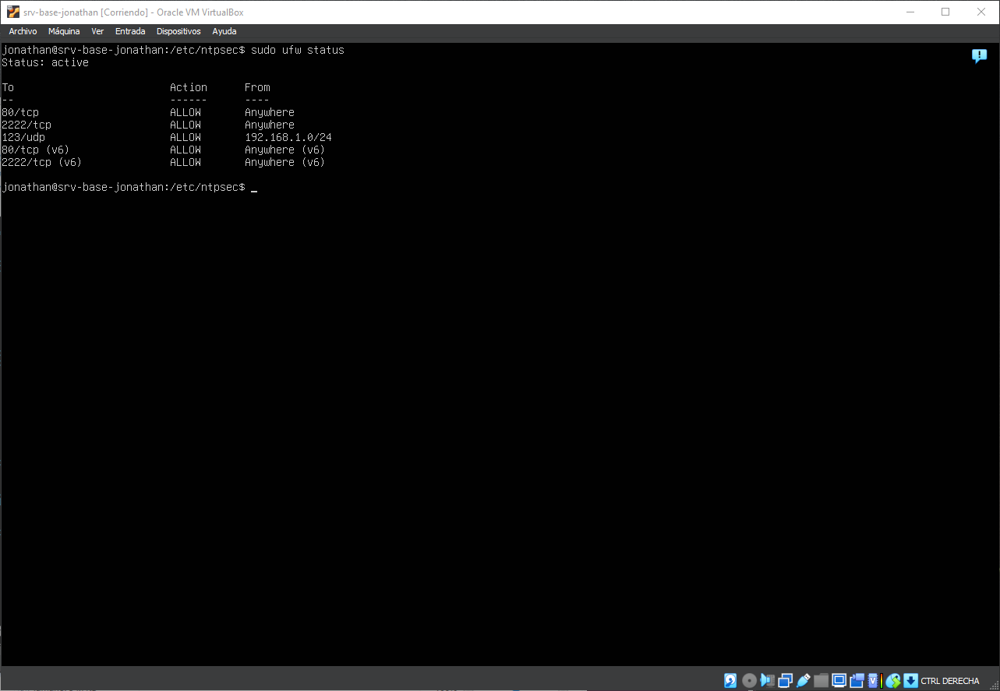 srv-base-jonathan [Corriendo] - Oracle VM VirtualBox
Archivo Máquina Ver Entrada Dispositivos Ayuda
jonathan@srv-base-jonathan:/etc/ntpsec$ sudo ufw status
Status: active
To Action From
-- ------ ----
80/tcp ALLOW Anywhere
2222/tcp ALLOW Anywhere
123/udp ALLOW 192.168.1.0/24
80/tcp (v6) ALLOW Anywhere (v6)
2222/tcp (v6) ALLOW Anywhere (v6)
jonathan@srv-base-jonathan:/etc/ntpsec$ _
CTRL DERECHA